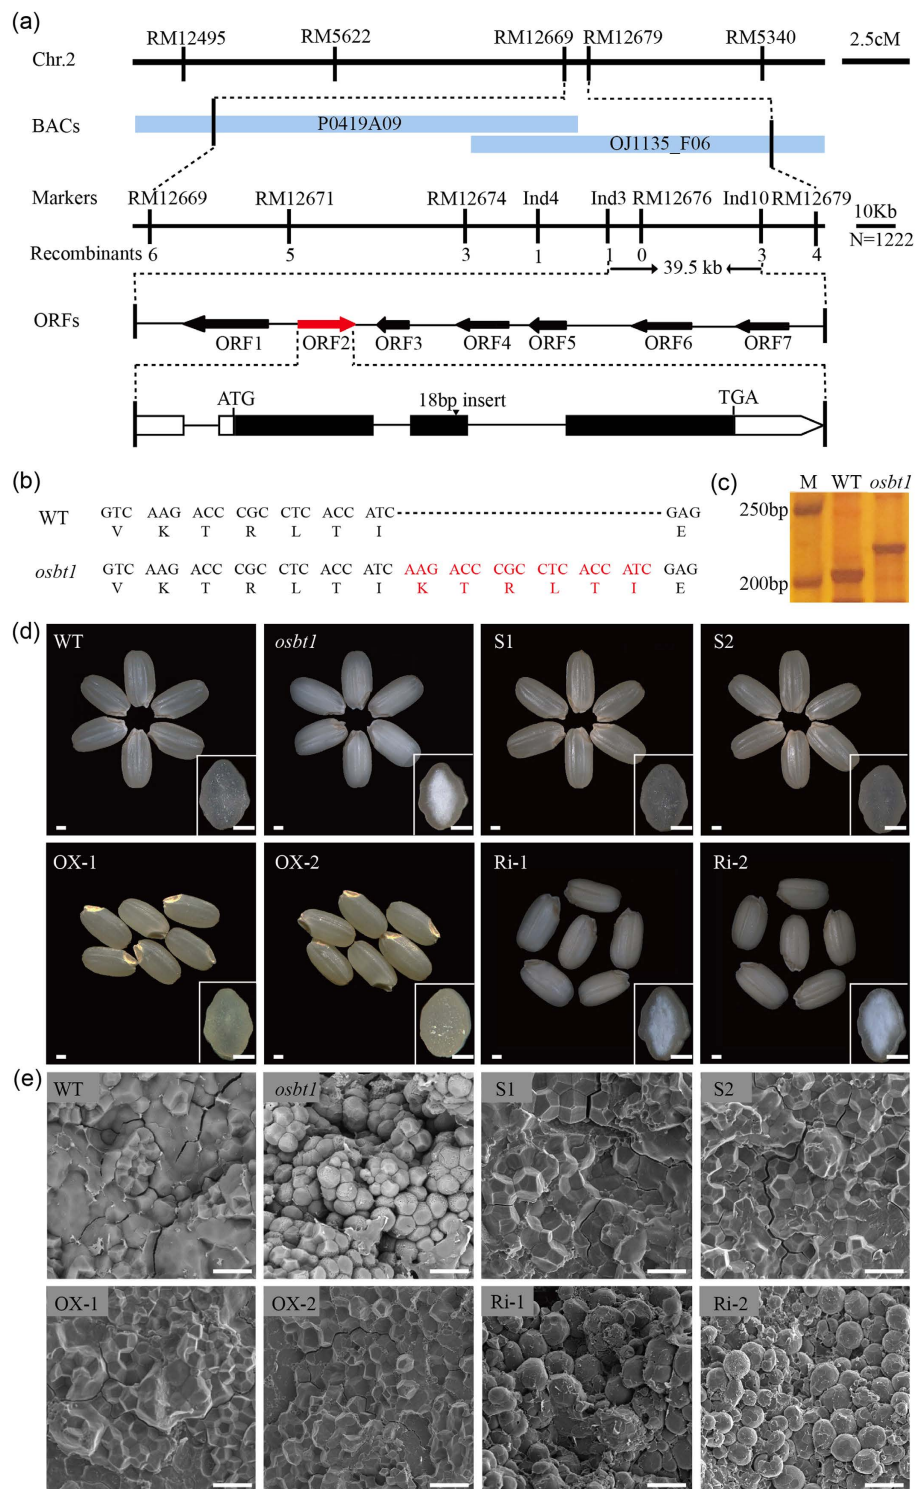 (a)
RM12495 RM5622 RM12669 RM12679 RM5340 2.5cM
Chr.2
BACs P0419A09
OJ1135_F06
Markers RM12669 RM12671 RM12674 Ind4 Ind3 RM12676 Ind10 RM12679 10Kb
N=1222
Recombinants 6 5 3 1 1 0 3 4
39.5 kb
ORFs
ORF1 ORF2 ORF3 ORF4 ORF5 ORF6 ORF7
ATG 18bp insert TGA
(b)
WT GTC AAG ACC CGC CTC ACC ATC GAG
V K T R L T I E
osbt1 GTC AAG ACC CGC CTC ACC ATC AAG ACC CGC CTC ACC ATC GAG
V K T R L T I K T R L T I E
(c)
M WT osbt1
250bp
200bp
(d)
WT osbt1 S1 S2
OX-1 OX-2 Ri-1 Ri-2
(e)
WT osbt1 S1 S2
OX-1 OX-2 Ri-1 Ri-2